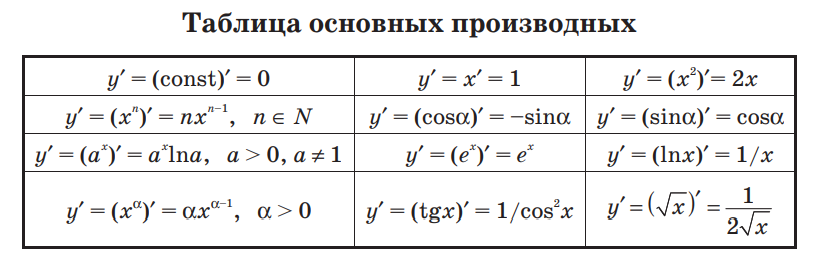 Таблица основных производных
y′ = (const)′ = 0 y′ = x′ = 1 y′ = (x²)′= 2x
y′ = (xⁿ)′ = nxⁿ⁻¹, n ∈ N y′ = (cosα)′ = −sinα y′ = (sinα)′ = cosα
y′ = (aˣ)′ = aˣlna, a > 0, a ≠ 1 y′ = (eˣ)′ = eˣ y′ = (lnx)′ = 1/x
y′ = (x^α)′ = αx^(α−1), α > 0 y′ = (tgx)′ = 1/cos²x y′ = (√x)′ = 1/(2√x)